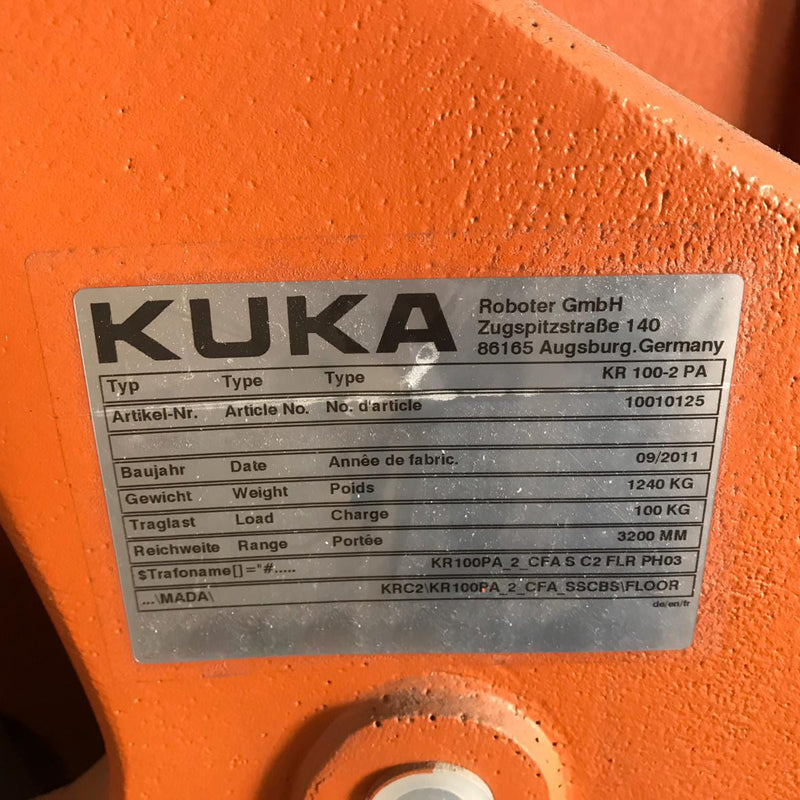 KUKA
Roboter GmbH
Zugspitzstraße 140
86165 Augsburg.Germany
Typ Type Type KR 100-2 PA
Artikel-Nr. Article No. No. d'article 10010125
Baujahr Date Année de fabric. 09/2011
Gewicht Weight Poids 1240 KG
Traglast Load Charge 100 KG
Reichweite Range Portêe 3200 MM
$Trafoname[]="#..... KR100PA_2_CFA S C2 FLR PH03
...\MADA\ KRC2\KR100PA_2_CFA_SSCBS\FLOOR
de/en/fr